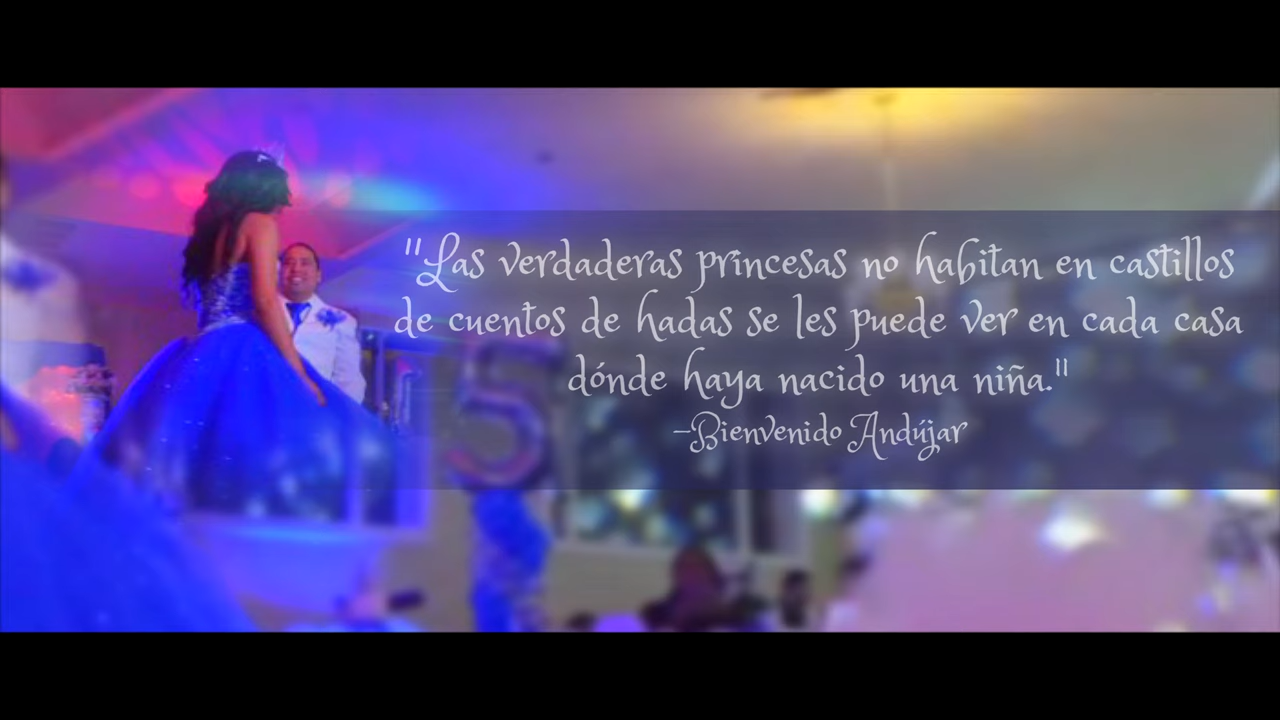 "Las verdaderas princesas no habitan en castillos
de cuentos de hadas se les puede ver en cada casa
dónde haya nacido una niña."
-Bienvenido Andújar
5